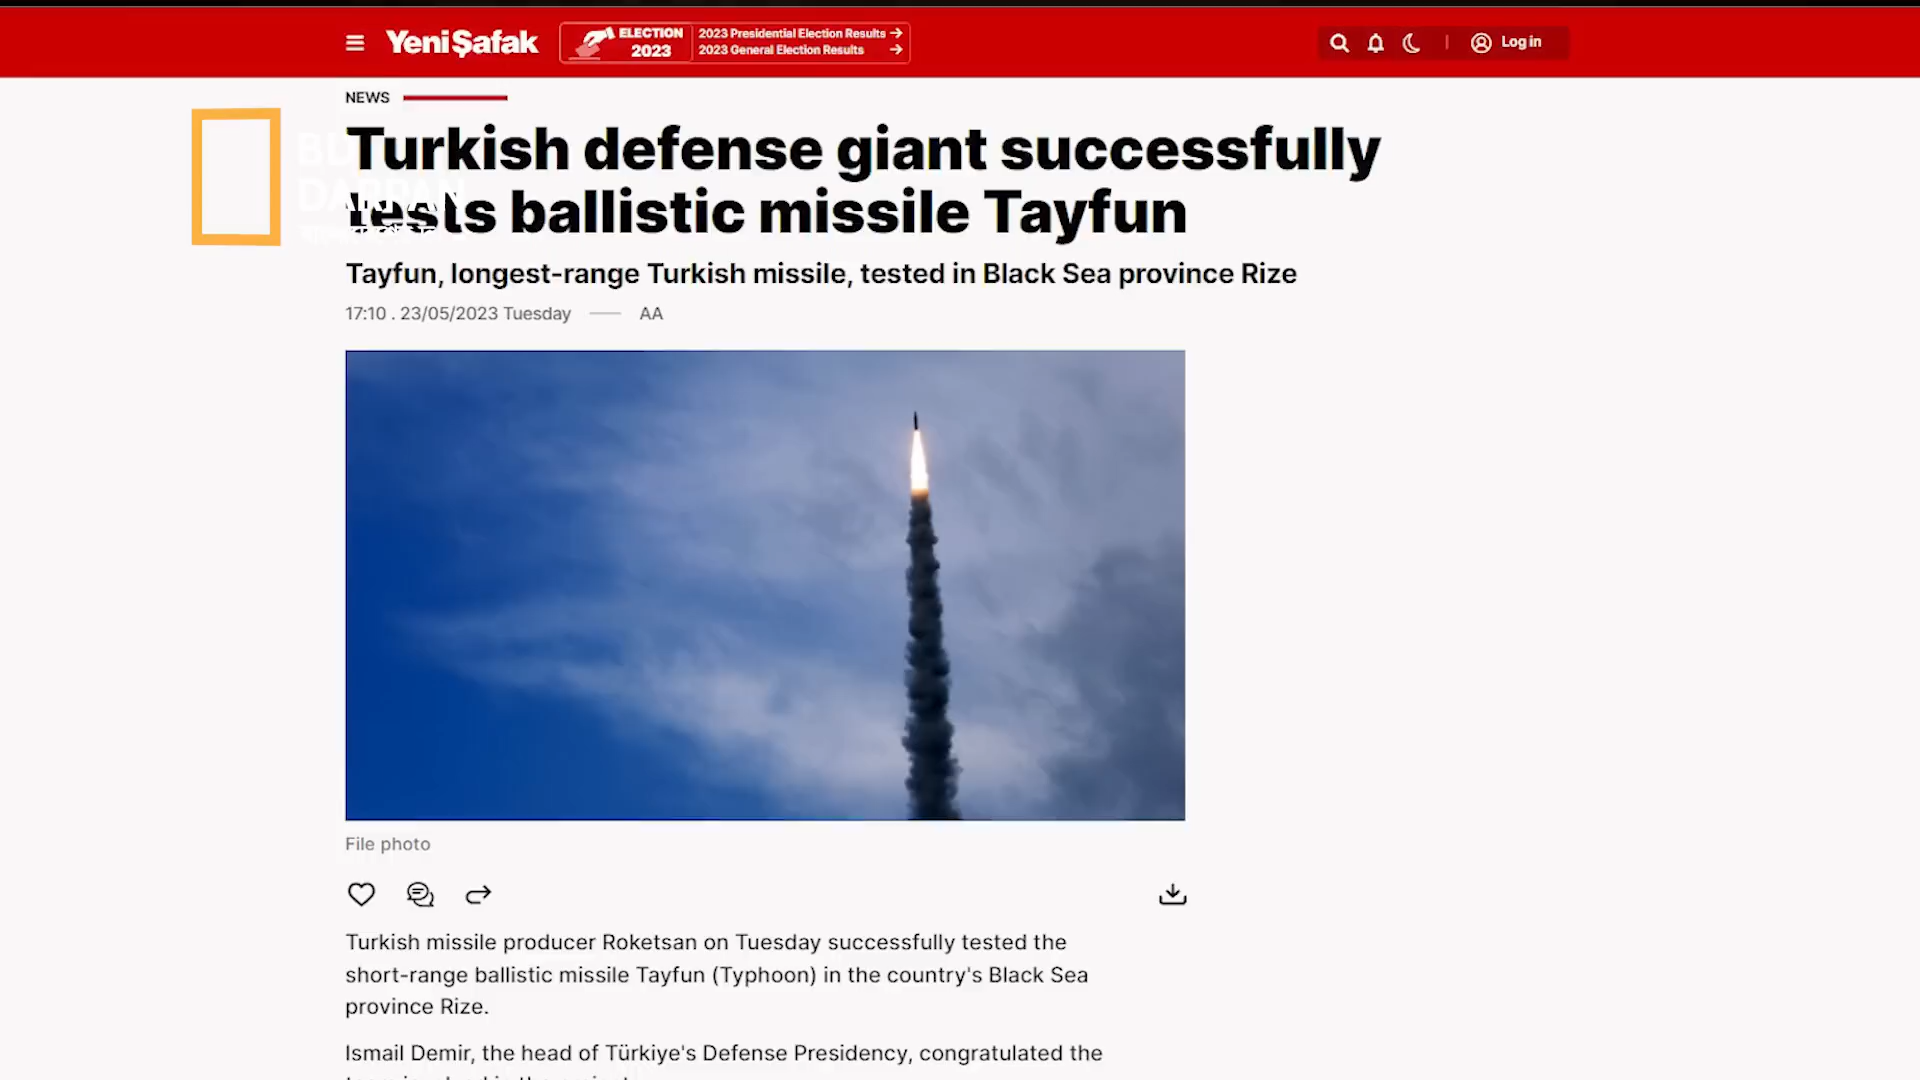 YeniŞafak
ELECTION
2023
2023 Presidential Election Results
2023 General Election Results
Log in
NEWS
Turkish defense giant successfully
tests ballistic missile Tayfun
Tayfun, longest-range Turkish missile, tested in Black Sea province Rize
17:10 . 23/05/2023 Tuesday
AA
File photo
Turkish missile producer Roketsan on Tuesday successfully tested the
short-range ballistic missile Tayfun (Typhoon) in the country's Black Sea
province Rize.
Ismail Demir, the head of Türkiye's Defense Presidency, congratulated the